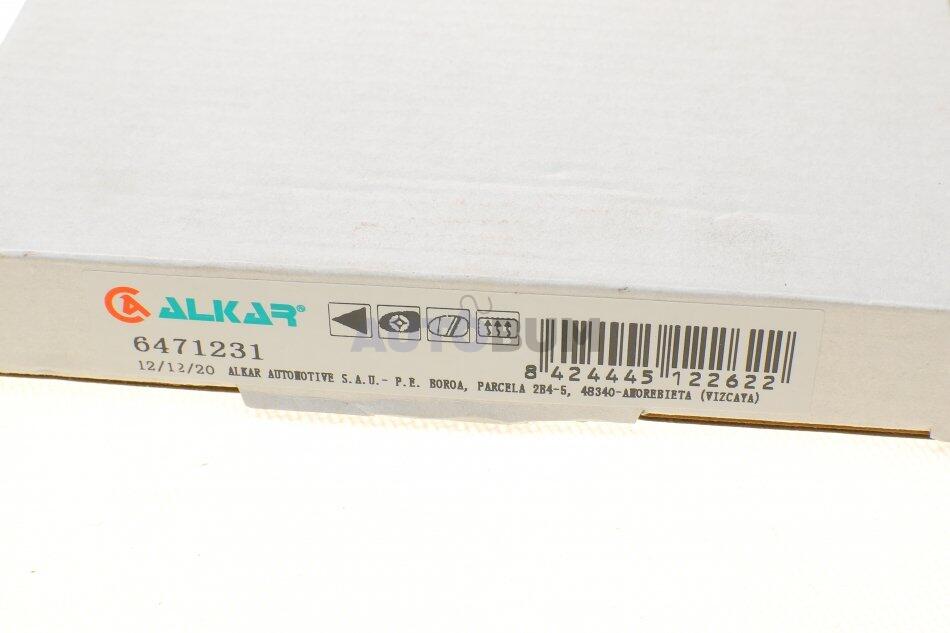 ALKAR®
6471231
12/12/20 ALKAR AUTOMOTIVE S.A.U.- P.E. BOROA, PARCELA 2B4-5, 48340-AMOREBIETA (VIZCAYA)
8 424445 122622
AUTOBUM